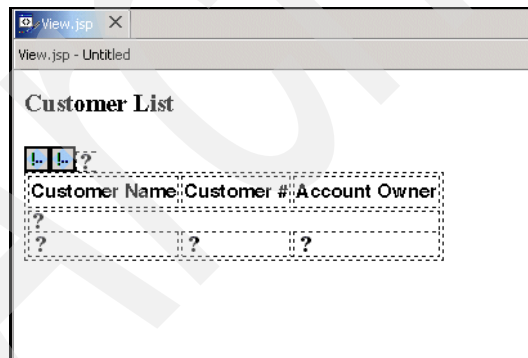 View.jsp
View.jsp - Untitled
Customer List
!.. !.. ?
Customer Name Customer # Account Owner
?
? ? ?